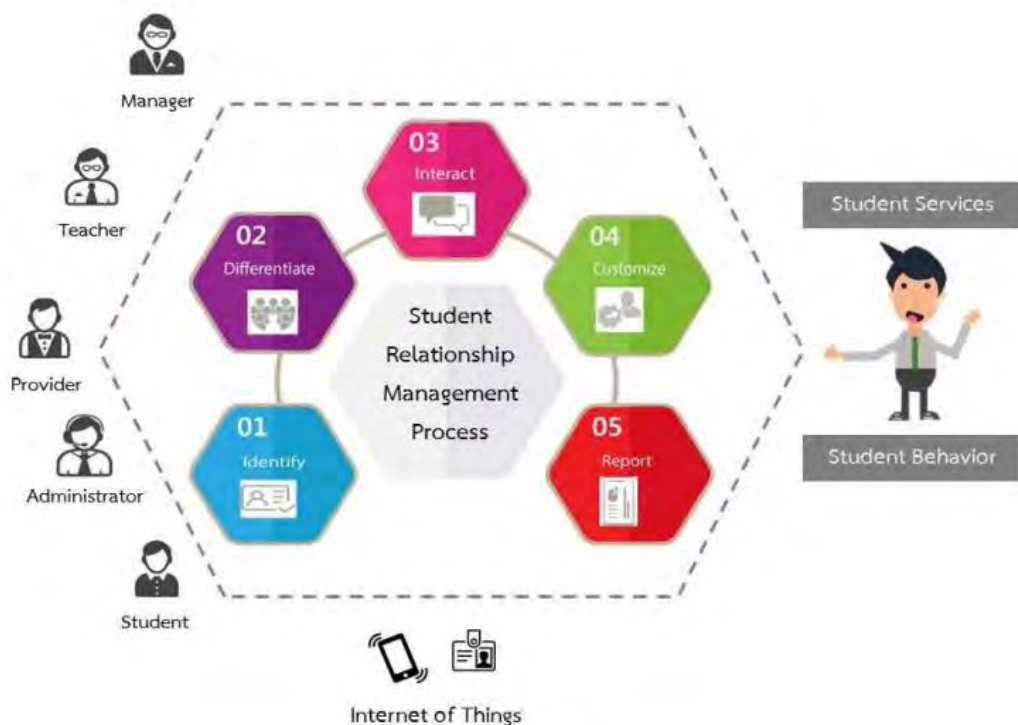 Manager
Teacher
Provider
Administrator
Student
01
Identify
02
Differentiate
03
Interact
04
Customize
05
Report
Student
Relationship
Management
Process
Student Services
Student Behavior
Internet of Things